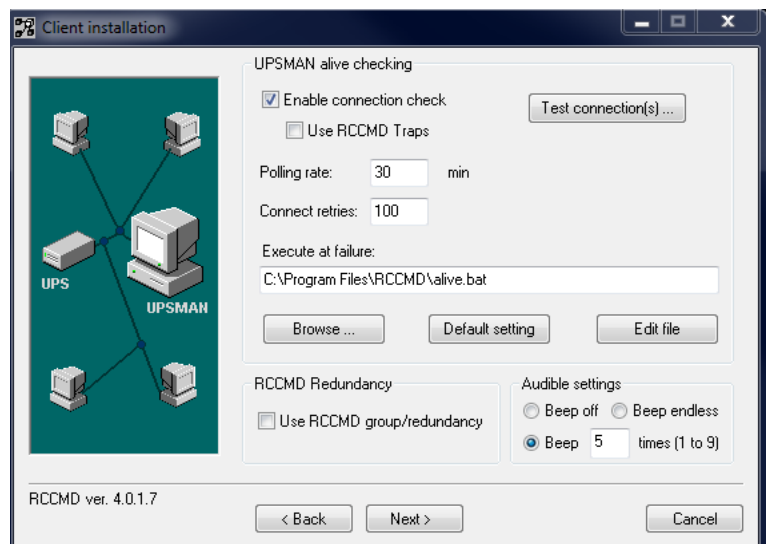 Client installation
UPSMAN alive checking
Enable connection check
Test connection(s) ...
Use RCCMD Traps
Polling rate: 30 min
Connect retries: 100
Execute at failure:
C:\Program Files\RCCMD\alive.bat
Browse ...
Default setting
Edit file
UPS
UPSMAN
RCCMD Redundancy
Use RCCMD group/redundancy
Audible settings
Beep off
Beep endless
Beep 5 times (1 to 9)
RCCMD ver. 4.0.1.7
< Back
Next >
Cancel